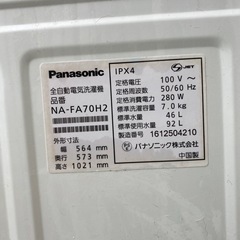 Panasonic
全自動電気洗濯機
品番
NA-FA70H2
外形寸法
幅 564 mm
奥行 573 mm
高さ 1021 mm
IPX4
JET
定格電圧 100 V~
定格周波数 50/60 Hz
定格消費電力 280 W
標準洗濯容量 7.0 kg
標準水量 46 L
標準使用水量 92 L
製造番号 1612504210
パナソニック株式会社
中国製